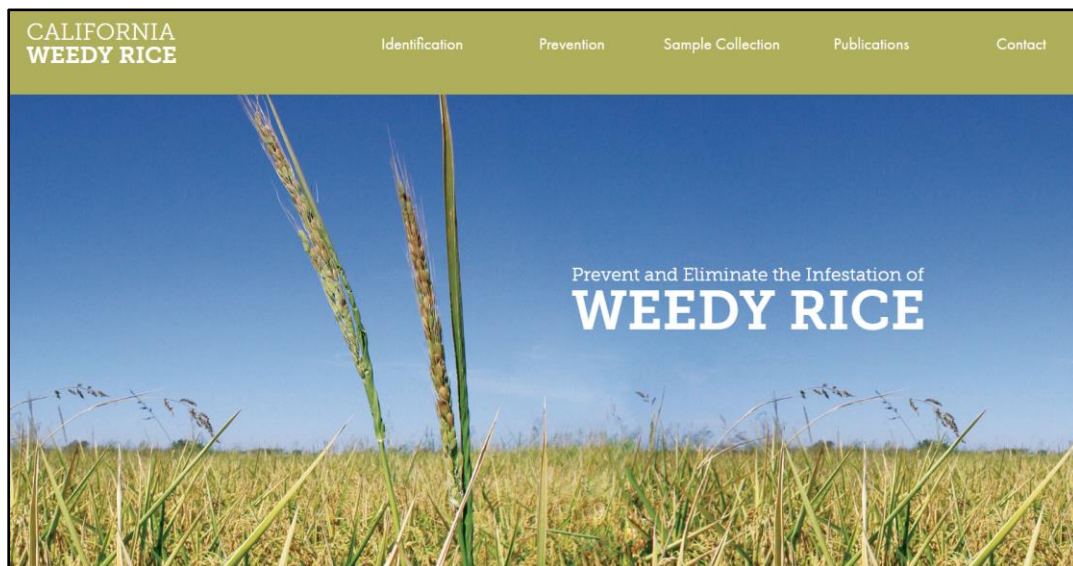 CALIFORNIA
WEEDY RICE
Identification
Prevention
Sample Collection
Publications
Contact
Prevent and Eliminate the Infestation of
WEEDY RICE